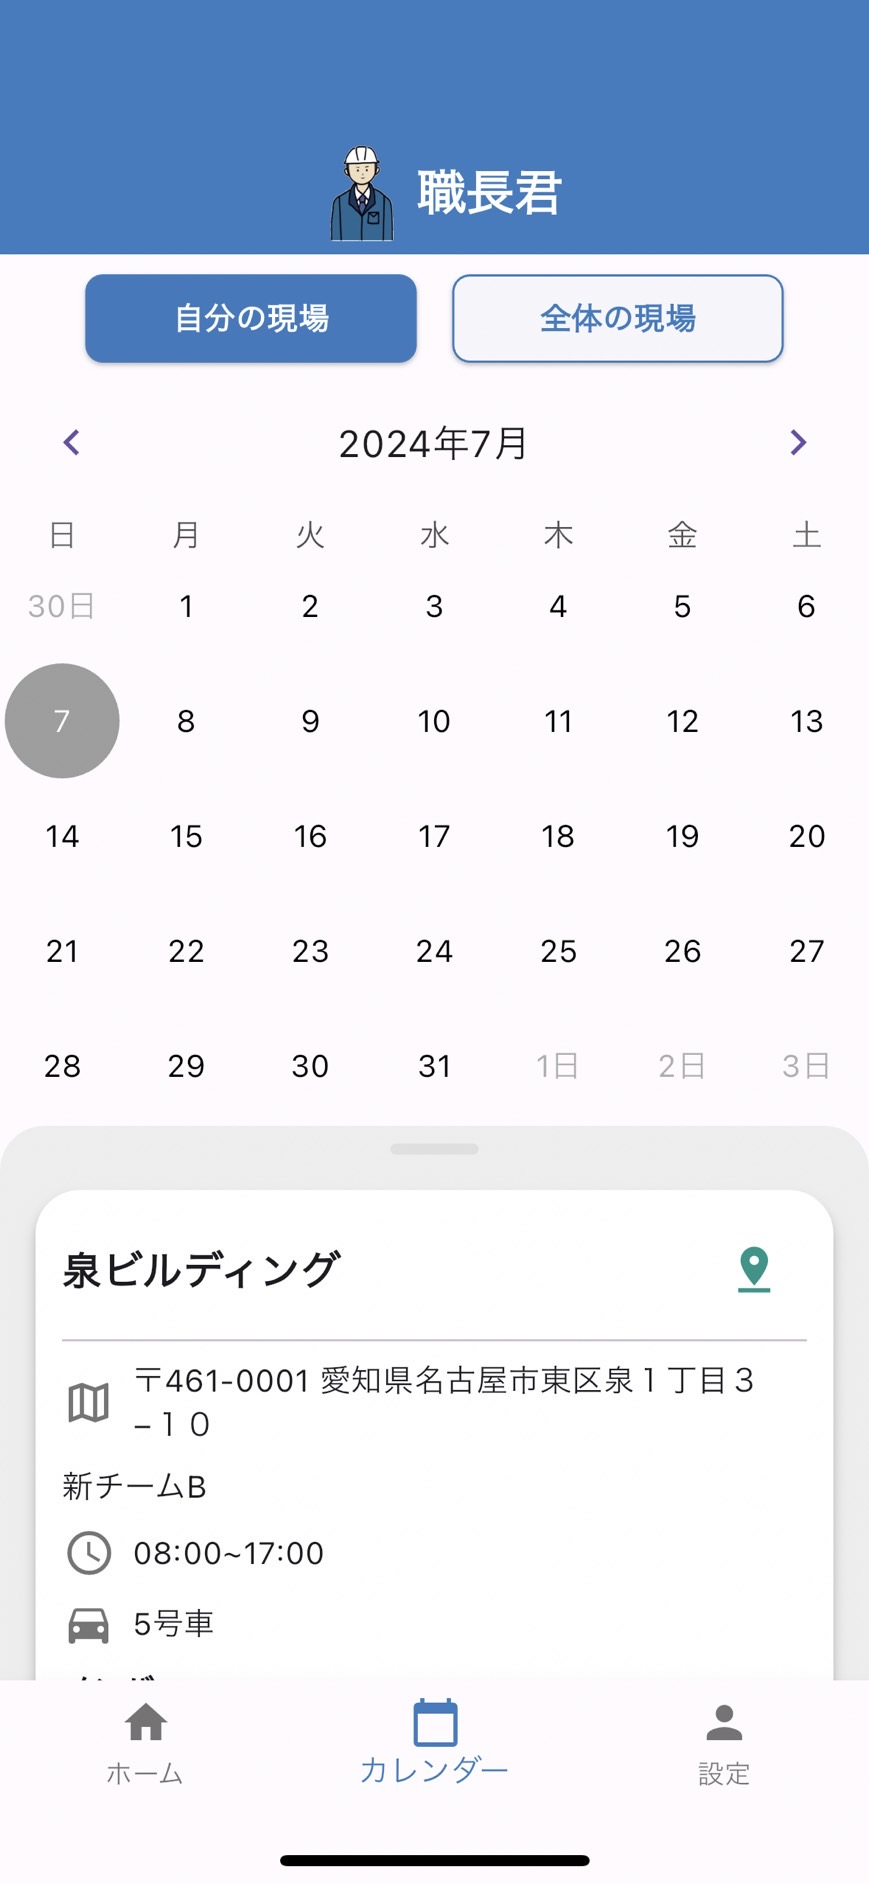 職長君
自分の現場 全体の現場
2024年7月
日 月 火 水 木 金 土
30日 1 2 3 4 5 6
7 8 9 10 11 12 13
14 15 16 17 18 19 20
21 22 23 24 25 26 27
28 29 30 31 1日 2日 3日
泉ビルディング
〒461-0001 愛知県名古屋市東区泉１丁目３
−１０
新チームB
08:00~17:00
5号車
ホーム カレンダー 設定